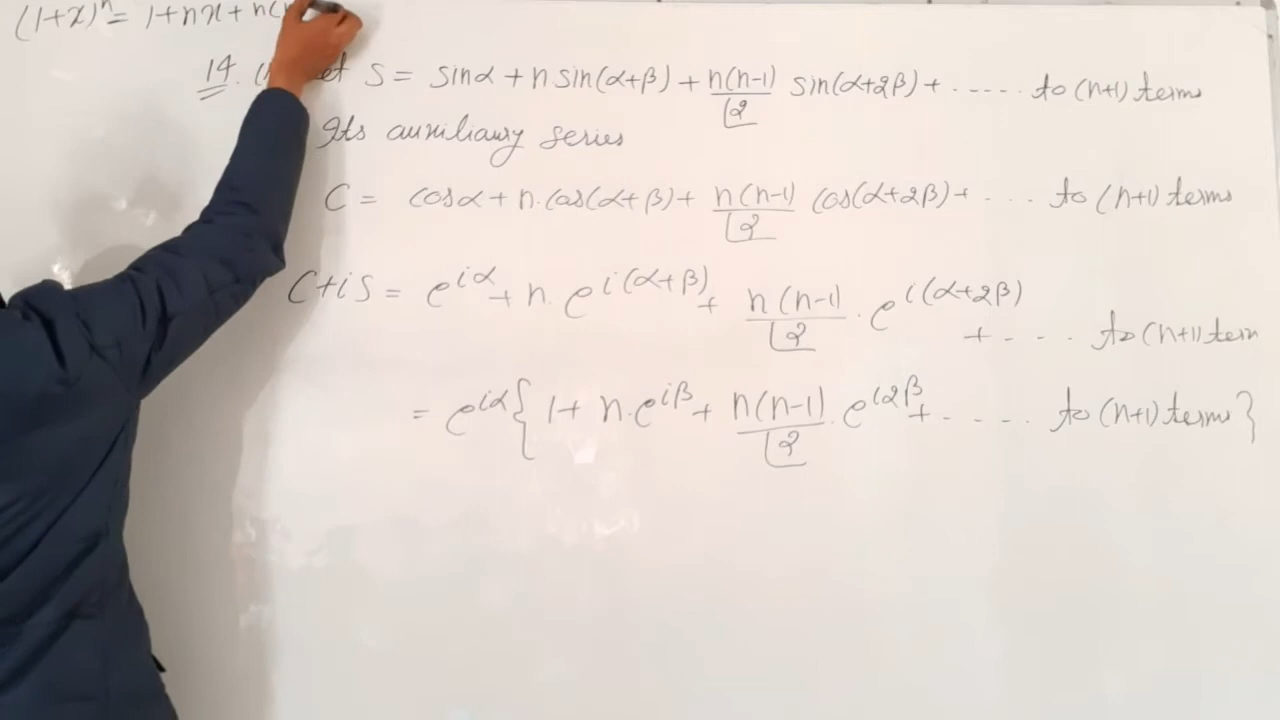 (1+x)ⁿ = 1+nx+n(
14. ( et S = sinα + n sin(α+β) + n(n-1)/⌊2 sin(α+2β) + ..... to (n+1) terms
Its auxiliary series
C = cosα + n.cos(α+β) + n(n-1)/⌊2 cos(α+2β) + ... to (n+1) terms
C+iS = e^{iα} + n. e^{i(α+β)} + n(n-1)/⌊2 . e^{i(α+2β)}
+ . - - . to (n+1) term
= e^{iα} { 1 + n.e^{iβ} + n(n-1)/⌊2 . e^{i2β} + . - - - . to (n+1) terms }